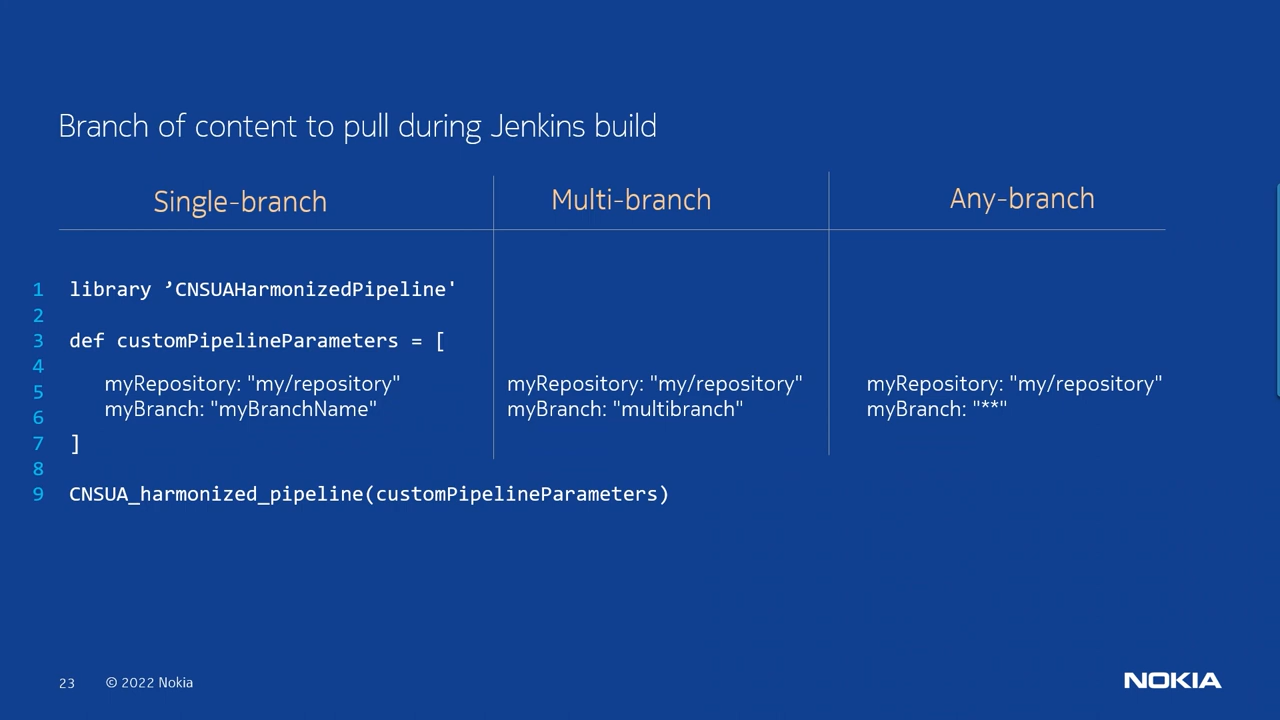 Branch of content to pull during Jenkins build
Single-branch
Multi-branch
Any-branch
1 library ’CNSUAHarmonizedPipeline'
2
3 def customPipelineParameters = [
4
5 myRepository: "my/repository" myRepository: "my/repository" myRepository: "my/repository"
6 myBranch: "myBranchName" myBranch: "multibranch" myBranch: "**"
7 ]
8
9 CNSUA_harmonized_pipeline(customPipelineParameters)
23 © 2022 Nokia
NOKIA